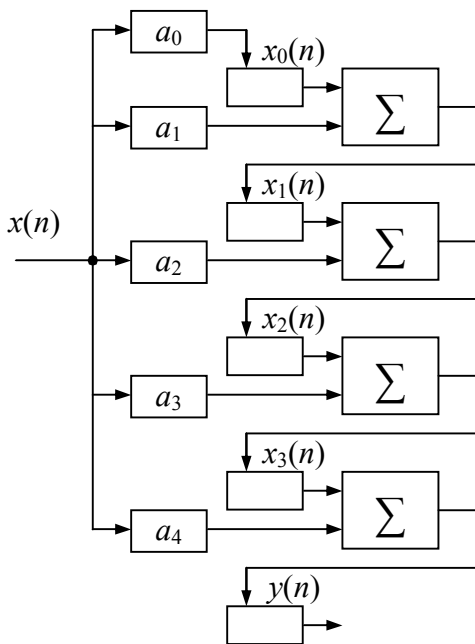 a₀
x₀(n)
∑
a₁
x₁(n)
x(n)
∑
a₂
x₂(n)
∑
a₃
x₃(n)
∑
a₄
y(n)